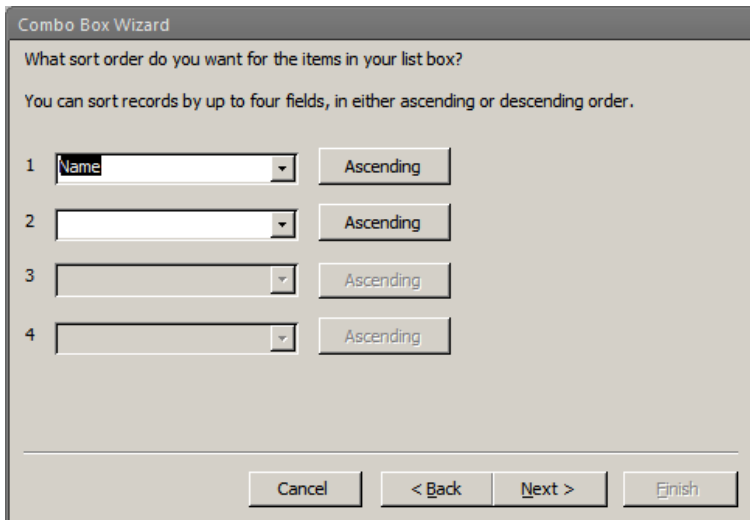 Combo Box Wizard
What sort order do you want for the items in your list box?
You can sort records by up to four fields, in either ascending or descending order.
1 Name Ascending
2 Ascending
3 Ascending
4 Ascending
Cancel < Back Next > Finish